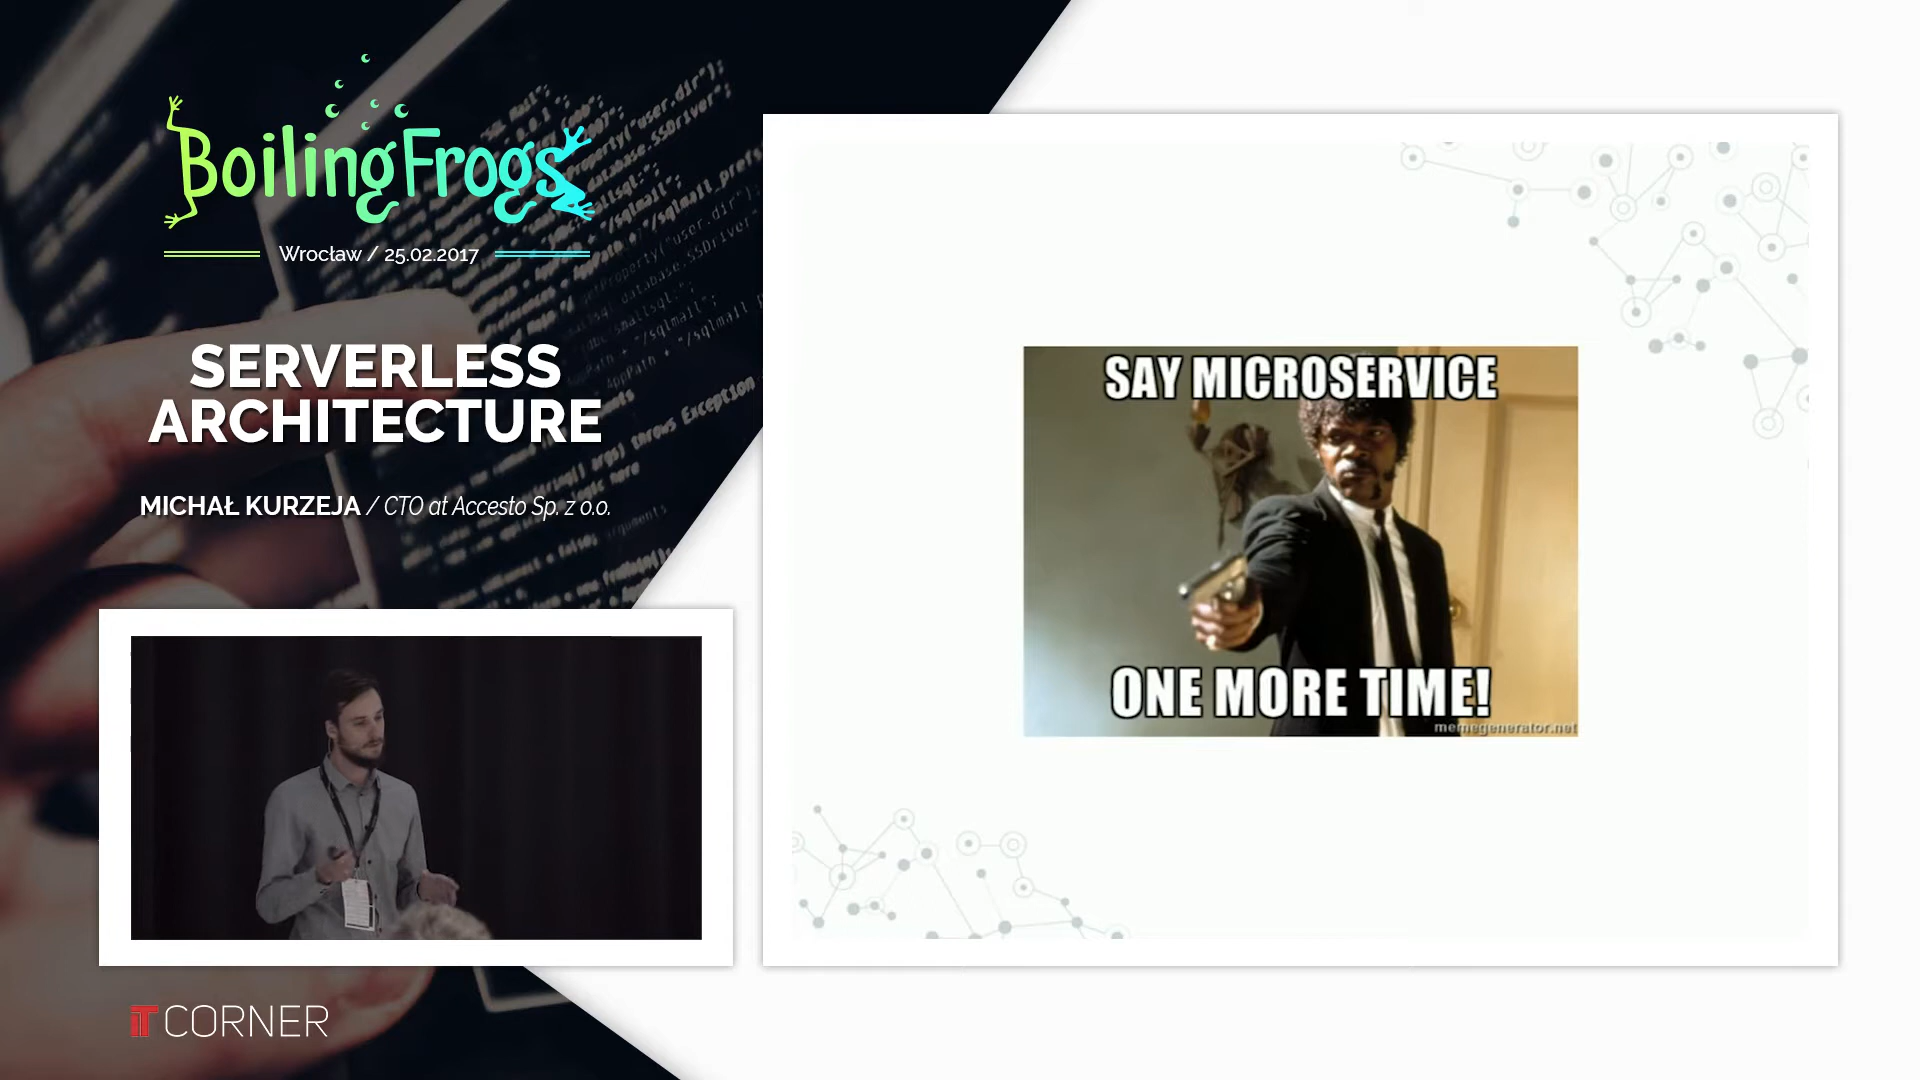 BoilingFrogs
Wrocław / 25.02.2017
SERVERLESS
ARCHITECTURE
MICHAŁ KURZEJA / CTO at Accesto Sp. z o.o.
SAY MICROSERVICE
ONE MORE TIME!
memegenerator.net
IT CORNER